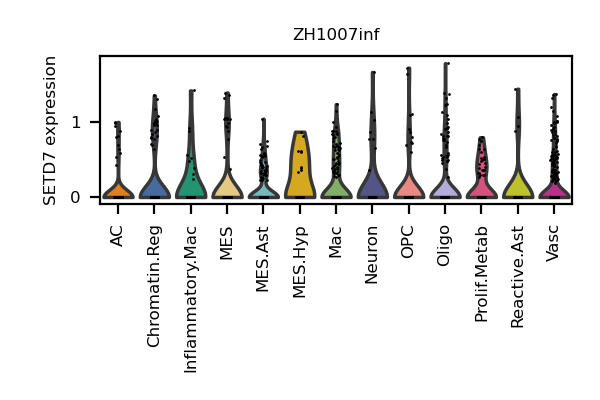 ZH1007inf
SETD7 expression
1
0
AC
Chromatin.Reg
Inflammatory.Mac
MES
MES.Ast
MES.Hyp
Mac
Neuron
OPC
Oligo
Prolif.Metab
Reactive.Ast
Vasc